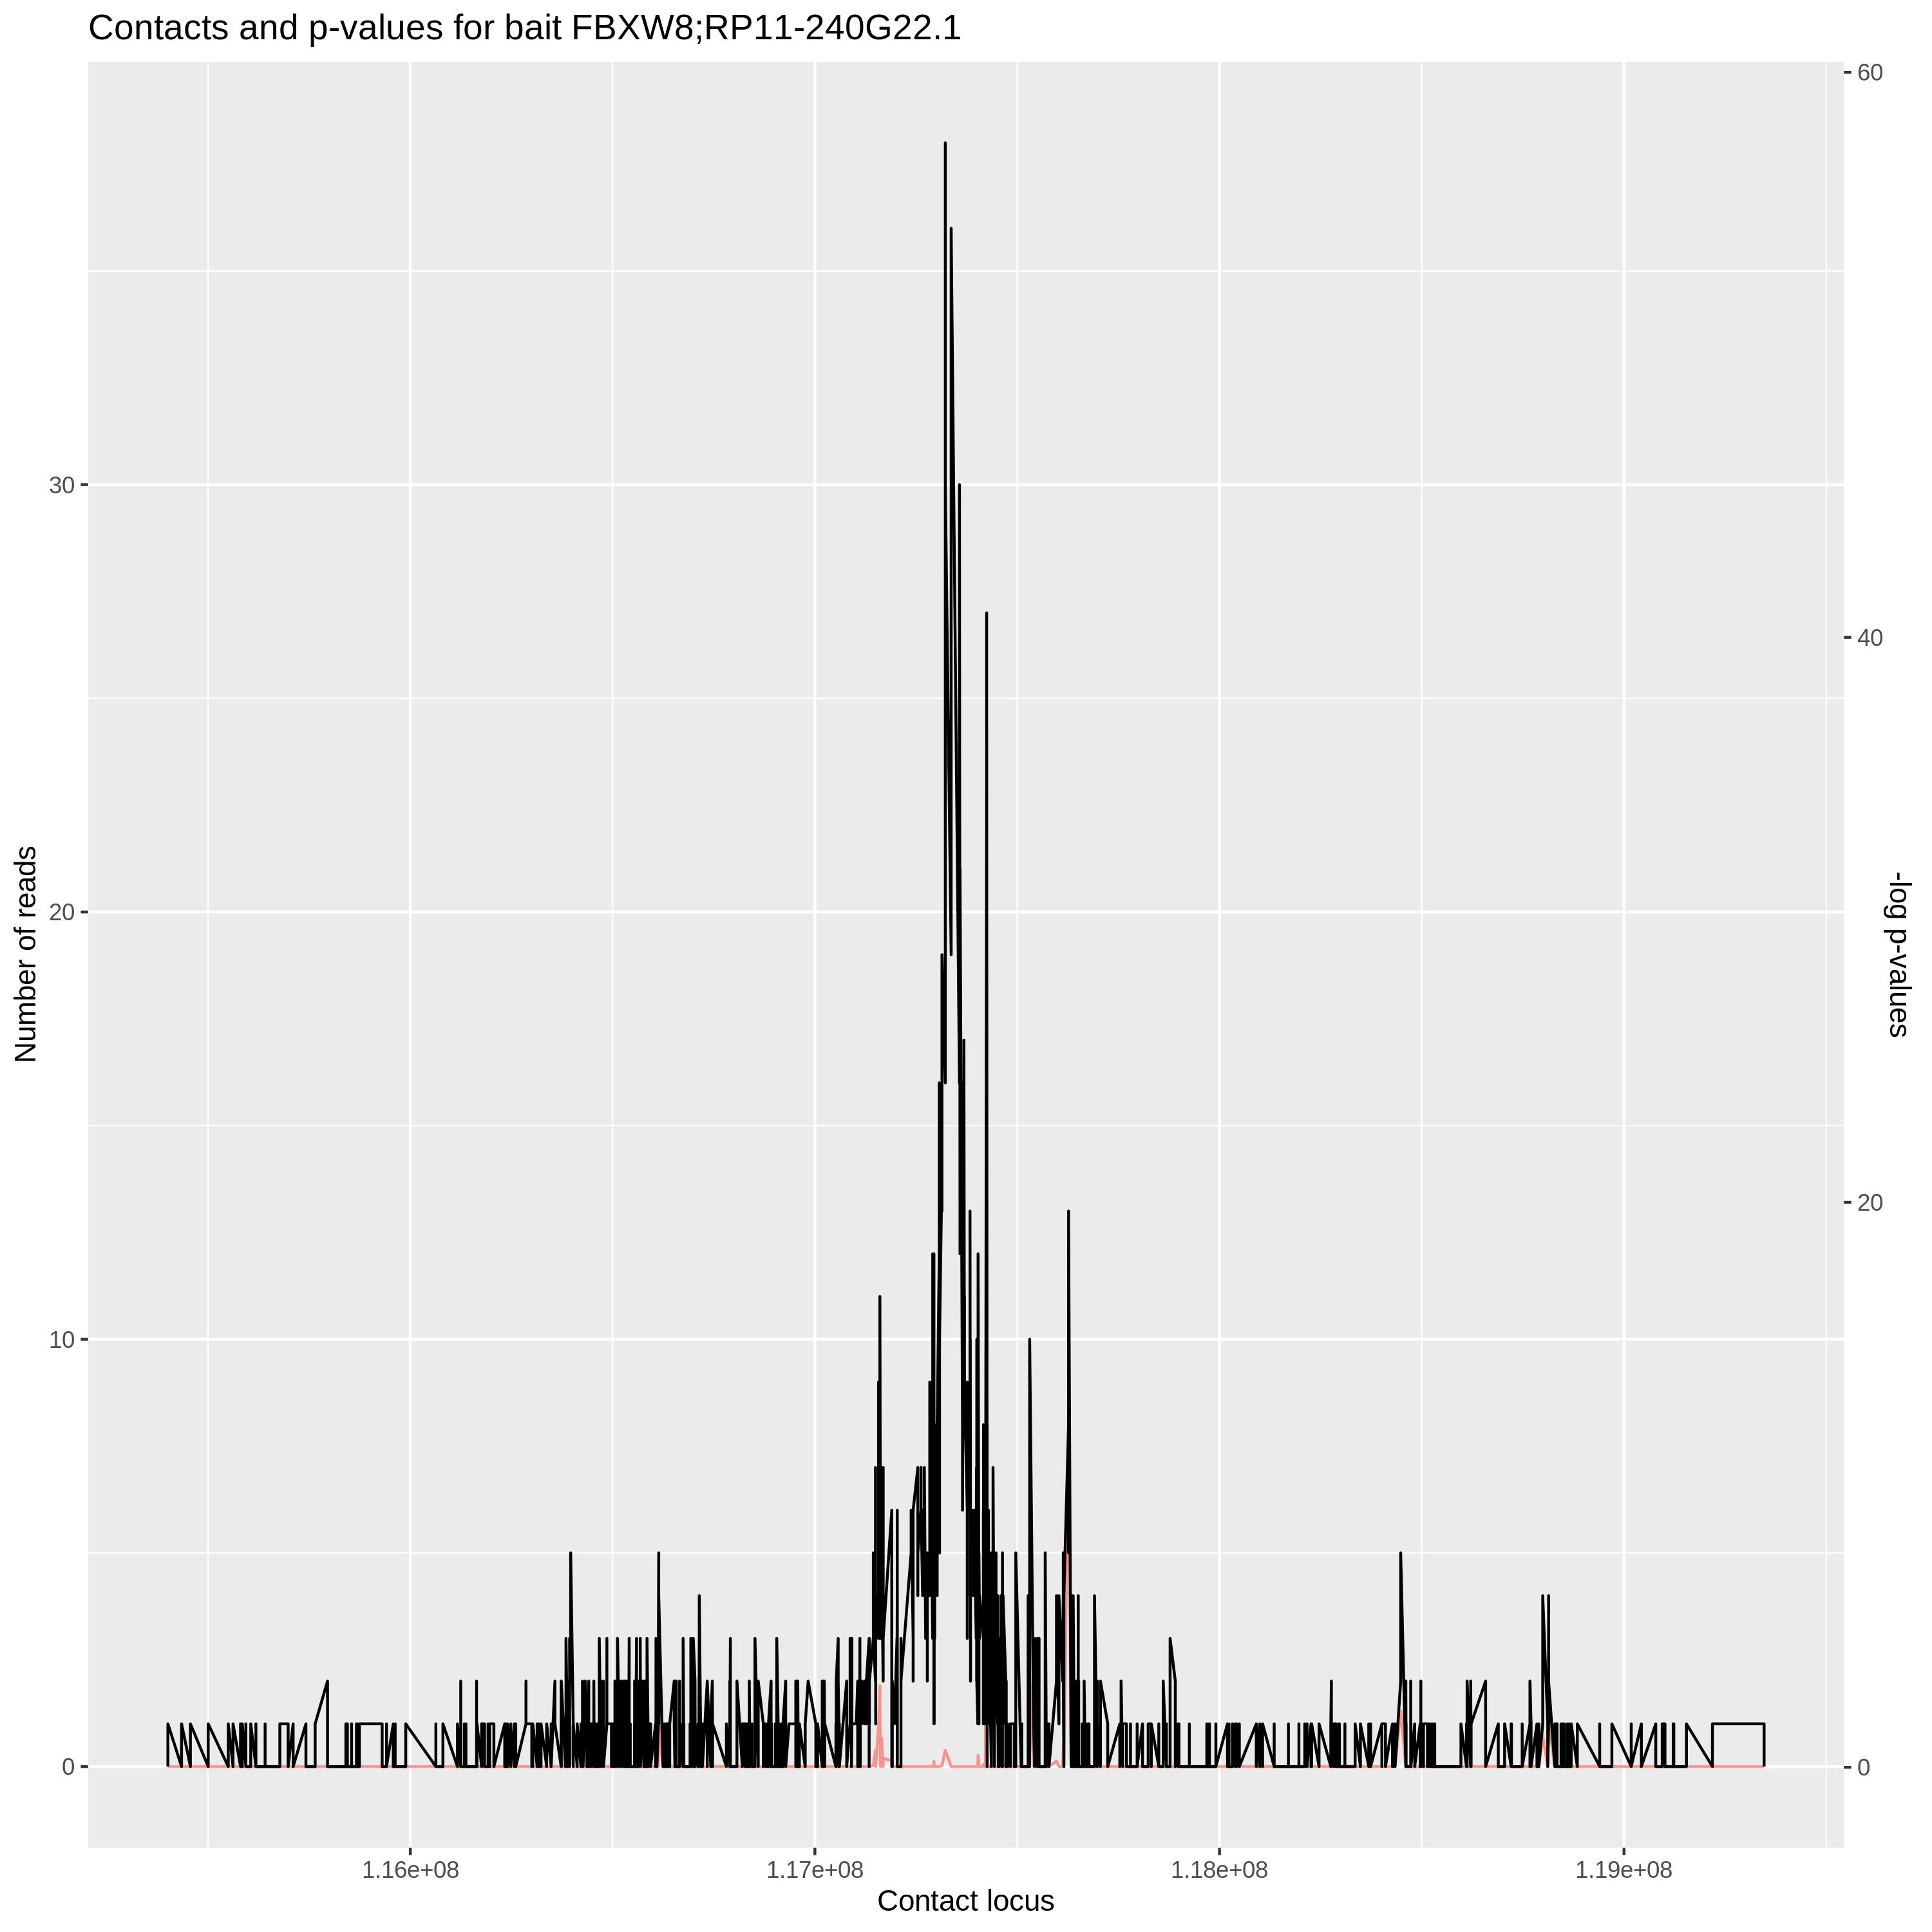 Contacts and p-values for bait FBXW8;RP11-240G22.1
60
30
40
20
20
10
0
0
Number of reads
-log p-values
1.16e+08
1.17e+08
1.18e+08
1.19e+08
Contact locus